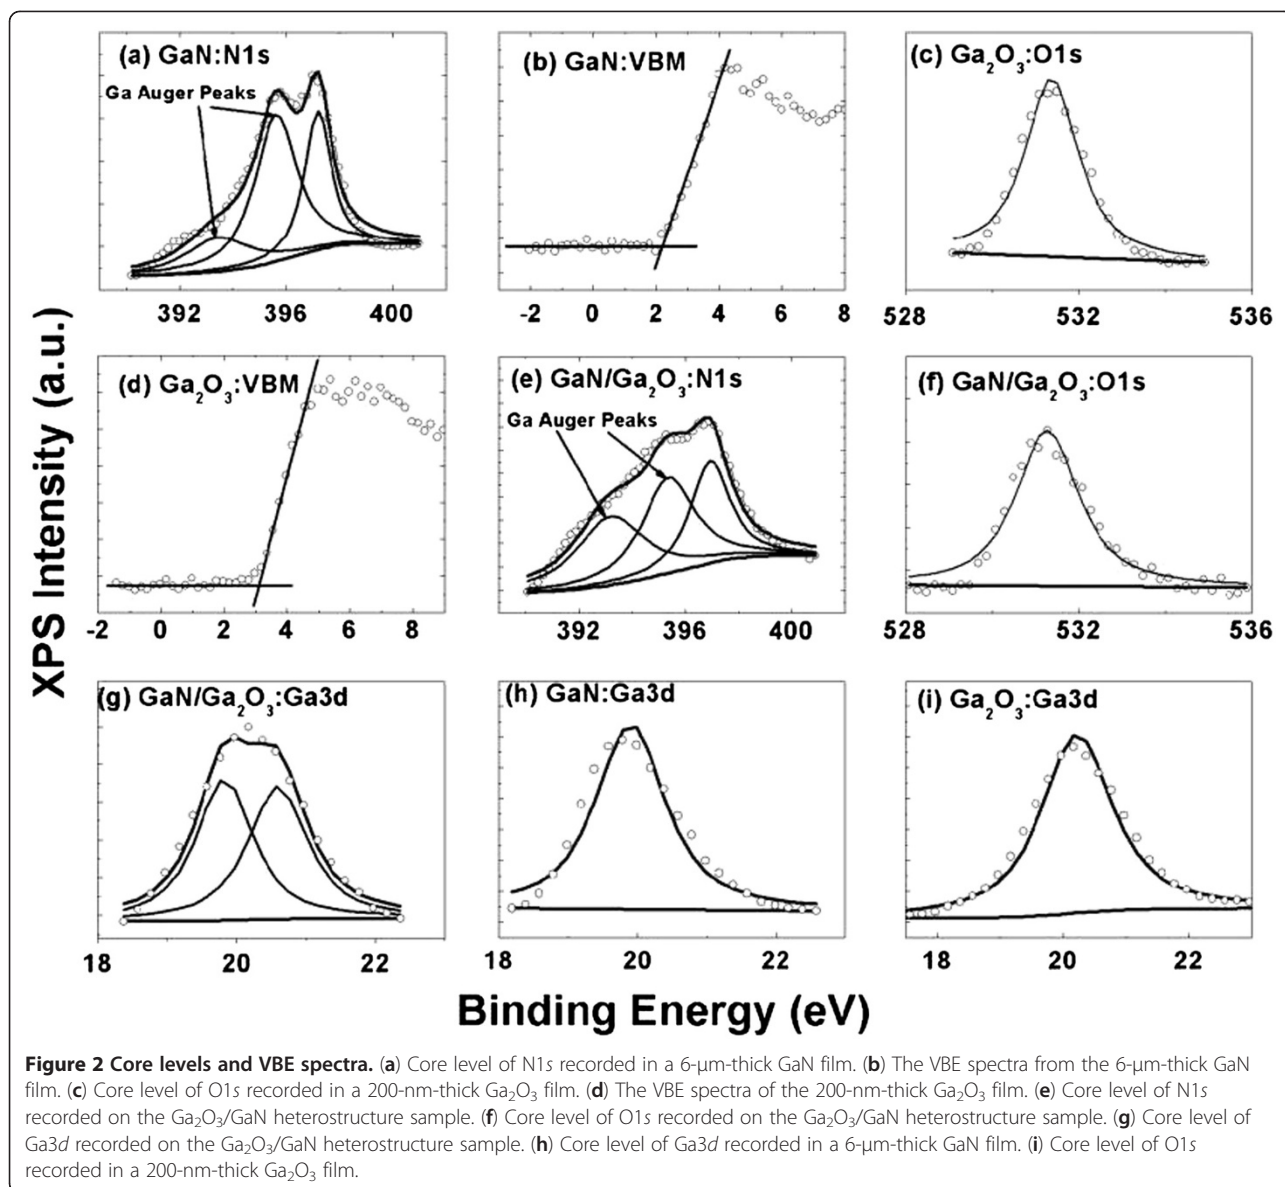 (a) GaN:N1s
Ga Auger Peaks
392 396 400
(b) GaN:VBM
-2 0 2 4 6 8
(c) Ga₂O₃:O1s
528 532 536
(d) Ga₂O₃:VBM
-2 0 2 4 6 8
(e) GaN/Ga₂O₃:N1s
Ga Auger Peaks
392 396 400
(f) GaN/Ga₂O₃:O1s
528 532 536
(g) GaN/Ga₂O₃:Ga3d
18 20 22
(h) GaN:Ga3d
18 20 22
(i) Ga₂O₃:Ga3d
18 20 22
XPS Intensity (a.u.)
Binding Energy (eV)
Figure 2 Core levels and VBE spectra. (a) Core level of N1s recorded in a 6-μm-thick GaN film. (b) The VBE spectra from the 6-μm-thick GaN
film. (c) Core level of O1s recorded in a 200-nm-thick Ga₂O₃ film. (d) The VBE spectra of the 200-nm-thick Ga₂O₃ film. (e) Core level of N1s
recorded on the Ga₂O₃/GaN heterostructure sample. (f) Core level of O1s recorded on the Ga₂O₃/GaN heterostructure sample. (g) Core level of
Ga3d recorded on the Ga₂O₃/GaN heterostructure sample. (h) Core level of Ga3d recorded in a 6-μm-thick GaN film. (i) Core level of O1s
recorded in a 200-nm-thick Ga₂O₃ film.